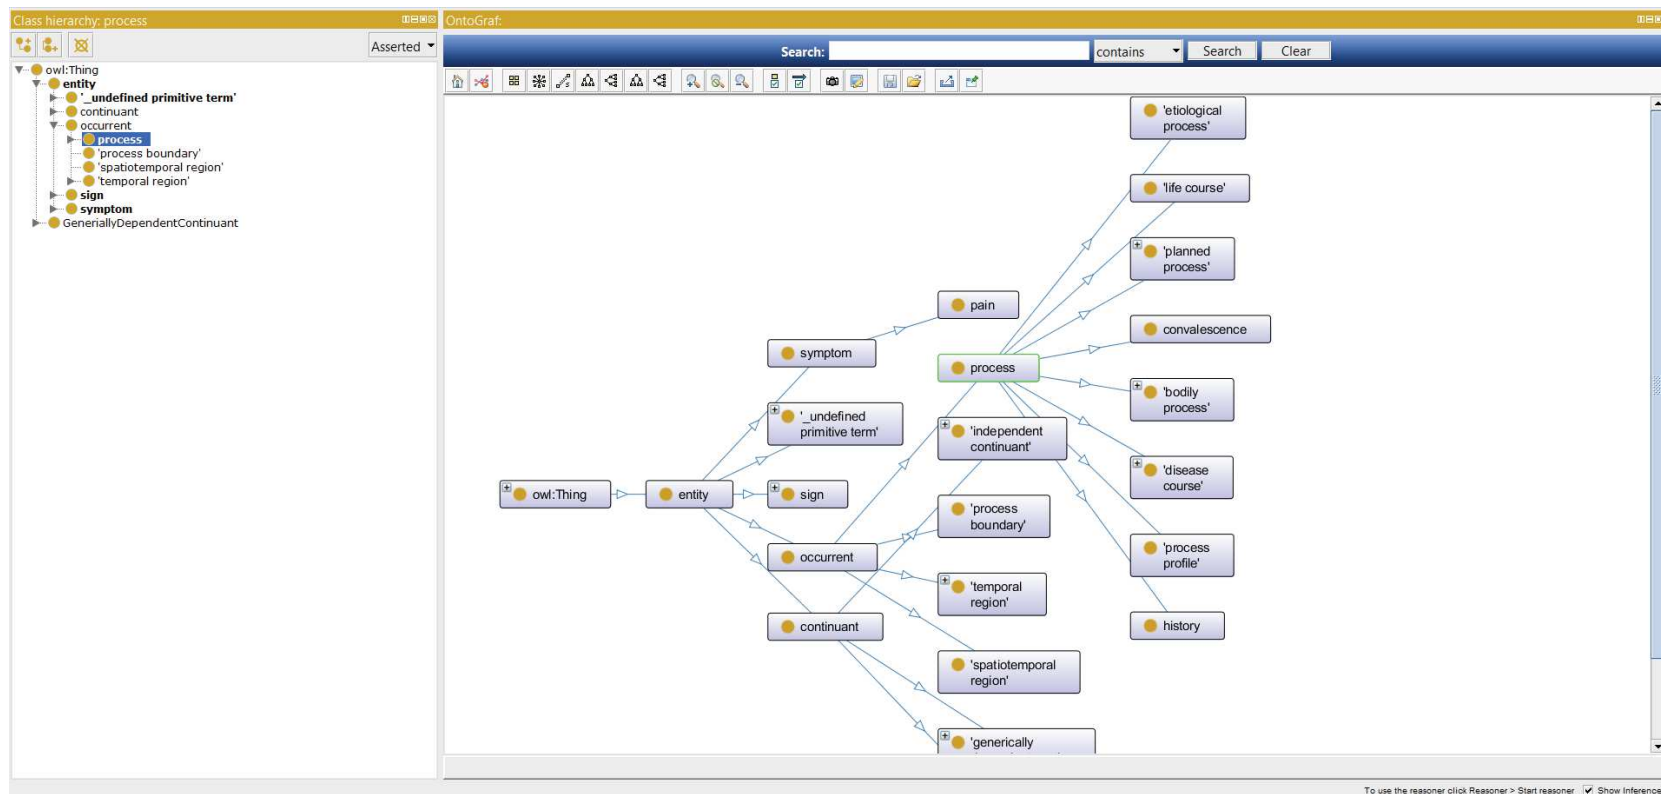 Class hierarchy: process
Asserted
owl:Thing
entity
'_undefined primitive term'
continuant
occurrent
process
'process boundary'
'spatiotemporal region'
'temporal region'
sign
symptom
GeneriallyDependentContinuant
OntoGraf:
Search:
contains
Search
Clear
'etiological
process'
'life course'
'planned
process'
pain
convalescence
symptom
process
'bodily
process'
'_undefined
primitive term'
'independent
continuant'
'disease
course'
owl:Thing
entity
sign
'process
boundary'
occurrent
'process
profile'
'temporal
region'
continuant
history
'spatiotemporal
region'
'generically
To use the reasoner click Reasoner > Start reasoner
Show Inference